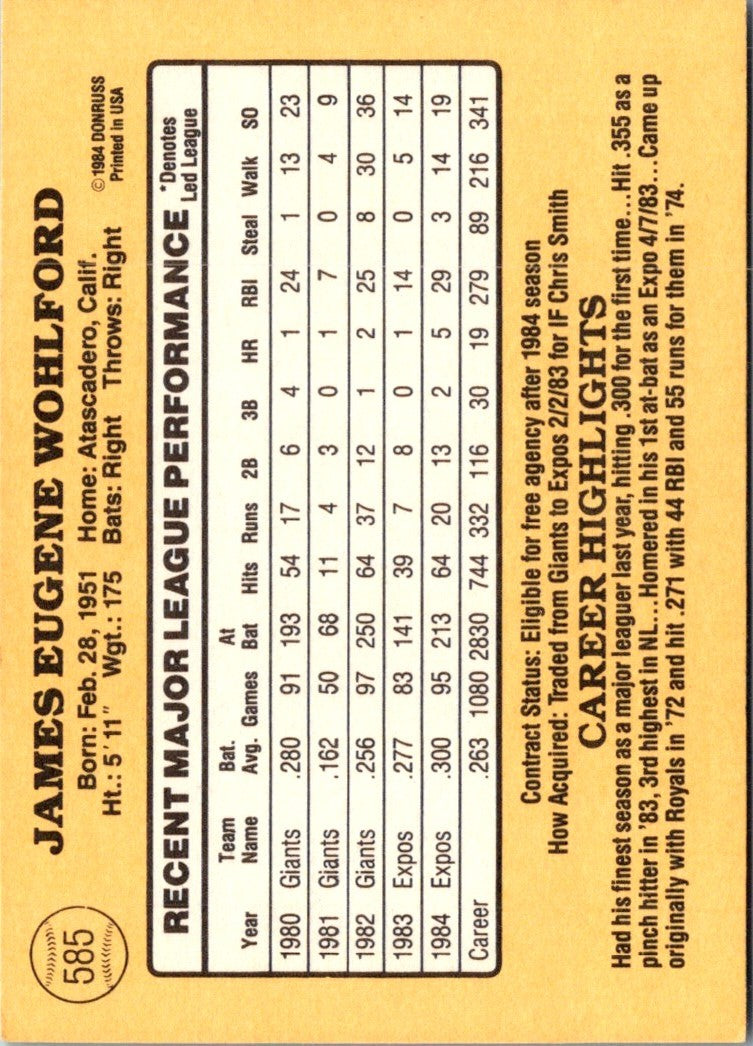 585
JAMES EUGENE WOHLFORD
Born: Feb. 28, 1951 Home: Atascadero, Calif.
Ht.: 5'11" Wgt.: 175 Bats: Right Throws: Right
© 1984 DONRUSS
Printed in USA
RECENT MAJOR LEAGUE PERFORMANCE *Denotes Led League
Year Team Name Bat. Avg. Games At Bat Hits Runs 2B 3B HR RBI Steal Walk SO
1980 Giants .280 91 193 54 17 6 4 1 24 1 13 23
1981 Giants .162 50 68 11 4 3 0 1 7 0 4 9
1982 Giants .256 97 250 64 37 12 1 2 25 8 30 36
1983 Expos .277 83 141 39 7 8 0 1 14 0 5 14
1984 Expos .300 95 213 64 20 13 2 5 29 3 14 19
Career .263 1080 2830 744 332 116 30 19 279 89 216 341
Contract Status: Eligible for free agency after 1984 season
How Acquired: Traded from Giants to Expos 2/2/83 for IF Chris Smith
CAREER HIGHLIGHTS
Had his finest season as a major leaguer last year, hitting .300 for the first time...Hit .355 as a
pinch hitter in '83, 3rd highest in NL...Homered in his 1st at-bat as an Expo 4/7/83...Came up
originally with Royals in '72 and hit .271 with 44 RBI and 55 runs for them in '74.